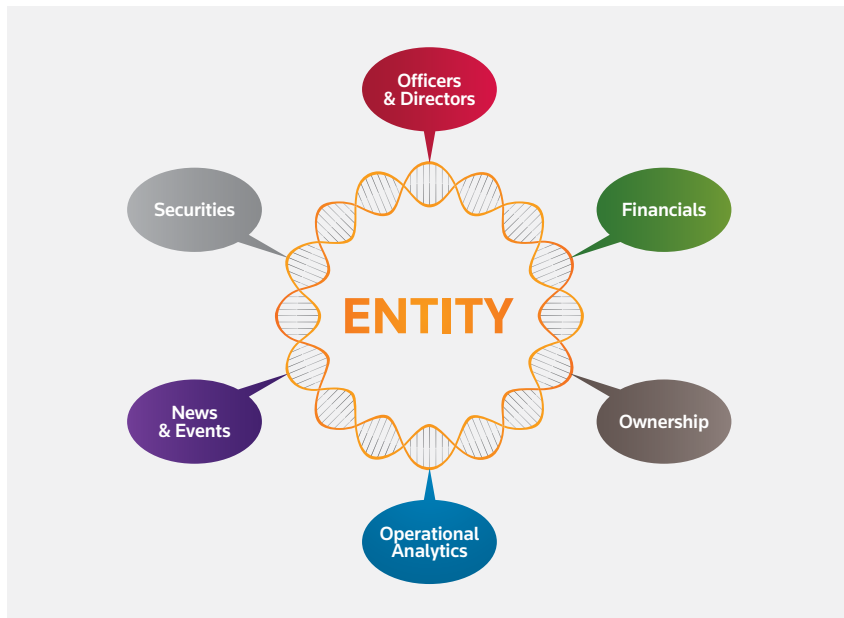 Officers
& Directors
Securities
Financials
ENTITY
News
& Events
Ownership
Operational
Analytics